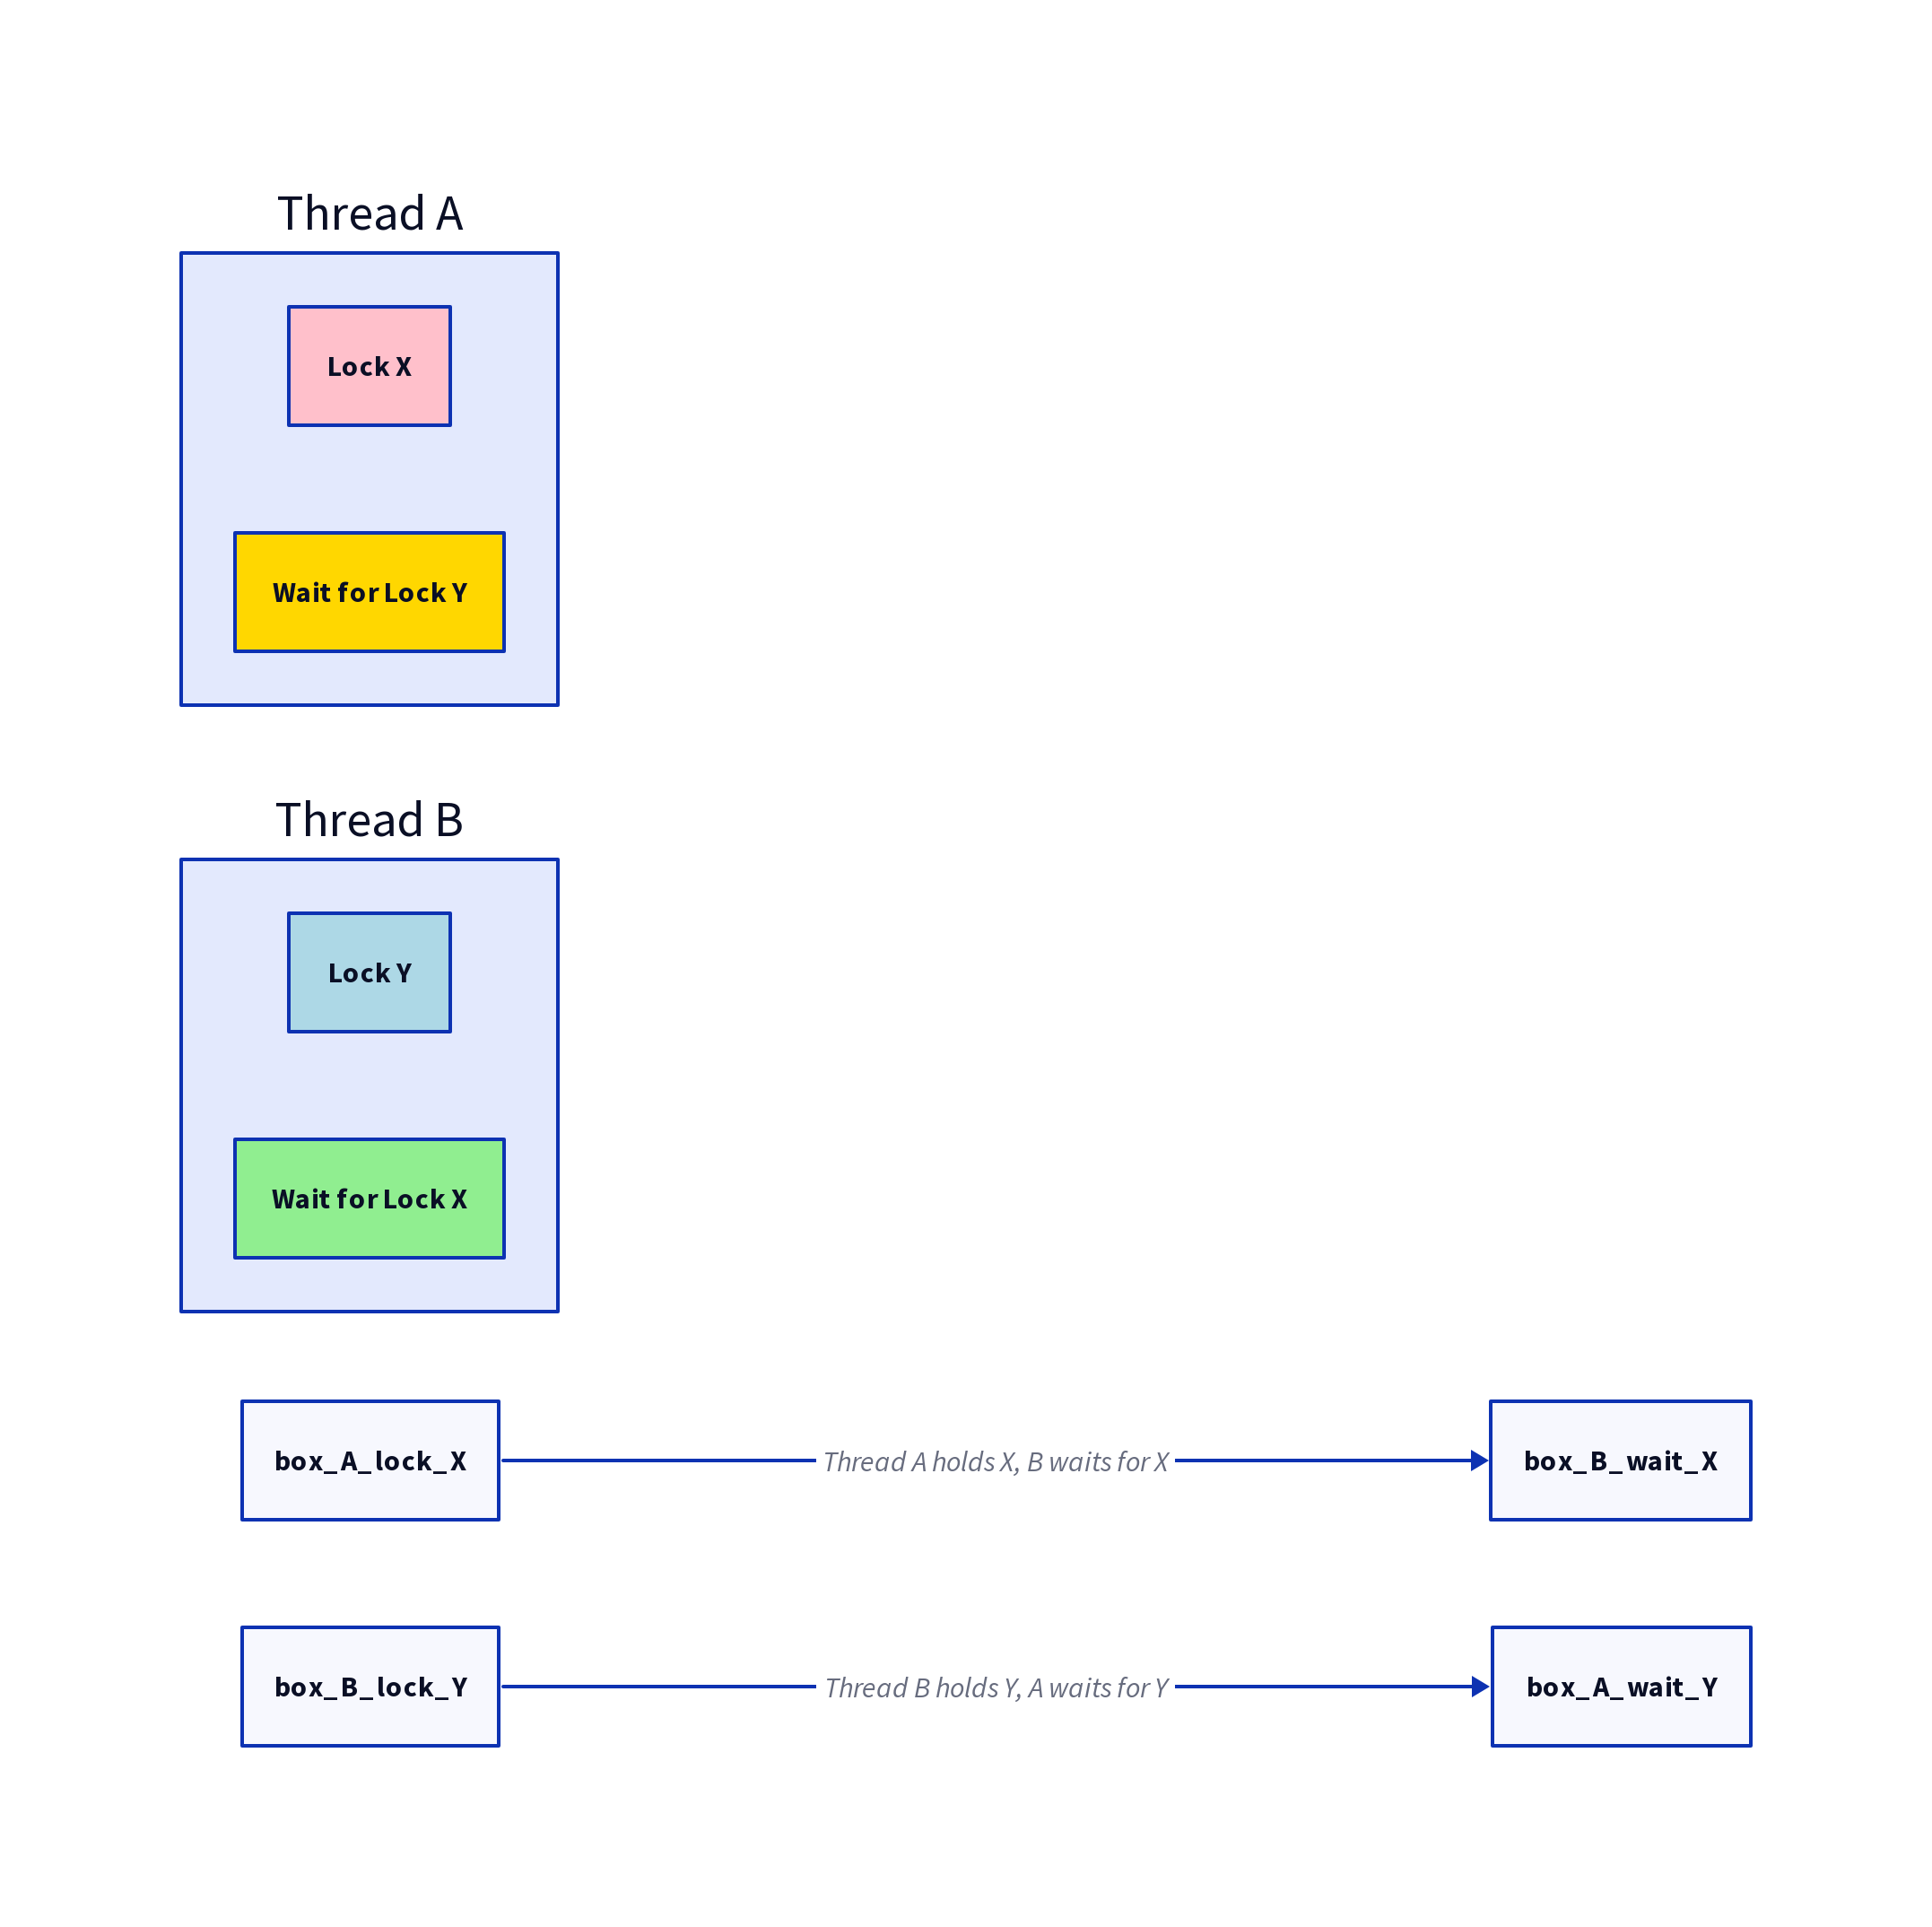 Thread A
Lock X
Wait for Lock Y
Thread B
Lock Y
Wait for Lock X
box_A_lock_X
Thread A holds X, B waits for X
box_B_wait_X
box_B_lock_Y
Thread B holds Y, A waits for Y
box_A_wait_Y